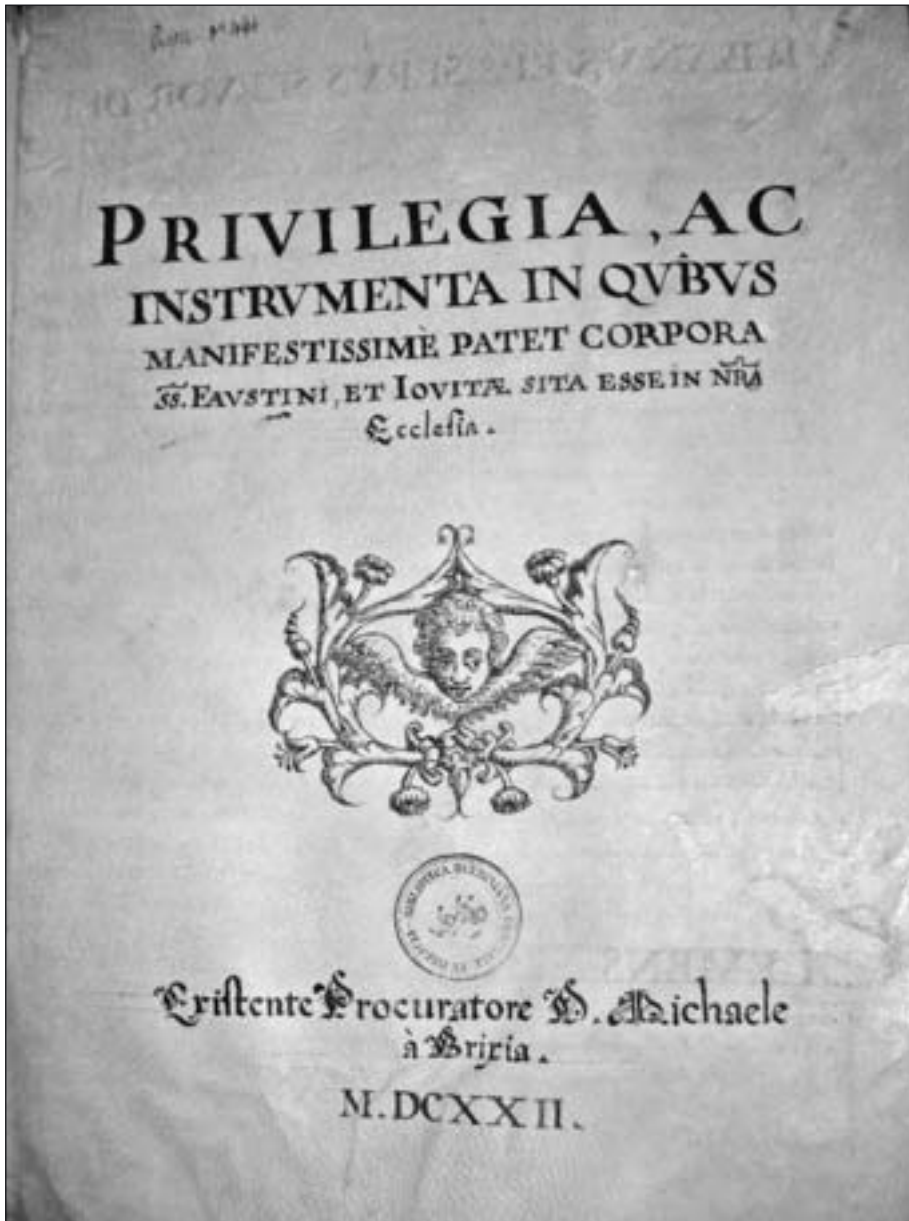 PRIVILEGIA, AC
INSTRVMENTA IN QVIBVS
MANIFESTISSIMÈ PATET CORPORA
SS. FAVSTINI, ET IOVITÆ SITA ESSE IN NRA
Ecclesia.
Existente Procuratore D. Michaele
à Brixia.
M.DCXXII.